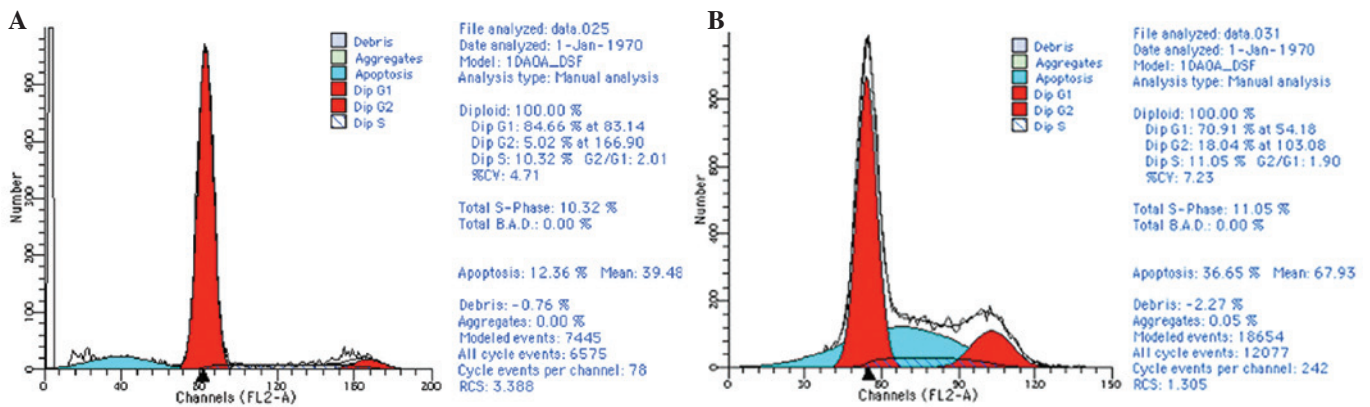 A
File analyzed: data.025
Date analyzed: 1-Jan-1970
Model: 1DA0A_DSF
Analysis type: Manual analysis
Debris
Aggregates
Apoptosis
Dip G1
Dip G2
Dip S
Diploid: 100.00 %
Dip G1: 84.66 % at 83.14
Dip G2: 5.02 % at 166.90
Dip S: 10.32 % G2/G1: 2.01
%CV: 4.71
Total S-Phase: 10.32 %
Total B.A.D.: 0.00 %
Apoptosis: 12.36 % Mean: 39.48
Debris: -0.76 %
Aggregates: 0.00 %
Modeled events: 7445
All cycle events: 6575
Cycle events per channel: 78
RCS: 3.388
Number
0 100 200 300 400 500
0 40 80 120 160 200
Channels (FL2-A)
B
File analyzed: data.031
Date analyzed: 1-Jan-1970
Model: 1DA0A_DSF
Analysis type: Manual analysis
Debris
Aggregates
Apoptosis
Dip G1
Dip G2
Dip S
Diploid: 100.00 %
Dip G1: 70.91 % at 54.18
Dip G2: 18.04 % at 103.08
Dip S: 11.05 % G2/G1: 1.90
%CV: 7.23
Total S-Phase: 11.05 %
Total B.A.D.: 0.00 %
Apoptosis: 36.65 % Mean: 67.93
Debris: -2.27 %
Aggregates: 0.05 %
Modeled events: 18654
All cycle events: 12077
Cycle events per channel: 242
RCS: 1.305
Number
0 200 400 600 800
0 30 60 90 120 150
Channels (FL2-A)